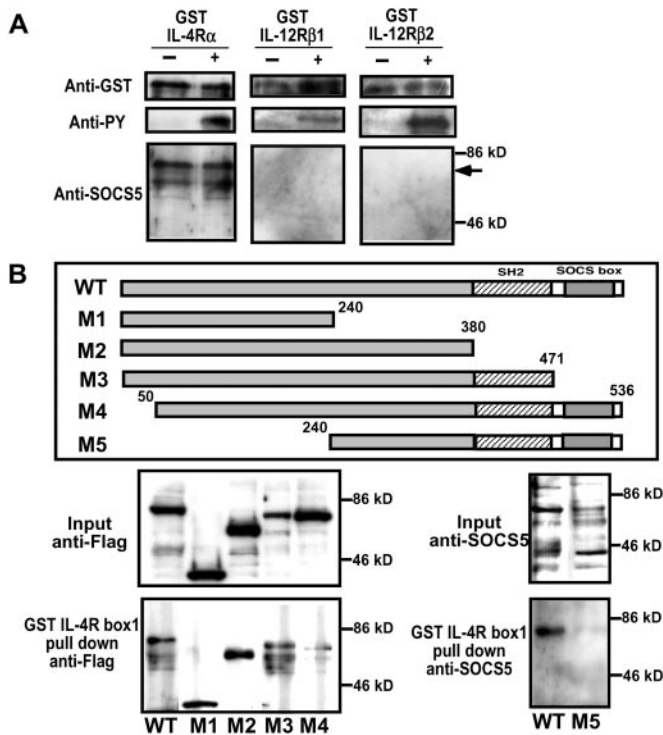 A
GST IL-4Rα
GST IL-12Rβ1
GST IL-12Rβ2
− + − + − +
Anti-GST
Anti-PY
Anti-SOCS5
86 kD
46 kD
B
SH2 SOCS box
WT
M1 240
M2 380
M3 471
M4 50 536
M5 240
Input anti-Flag
86 kD
46 kD
Input anti-SOCS5
86 kD
46 kD
GST IL-4R box1 pull down anti-Flag
86 kD
46 kD
GST IL-4R box1 pull down anti-SOCS5
86 kD
46 kD
WT M1 M2 M3 M4
WT M5